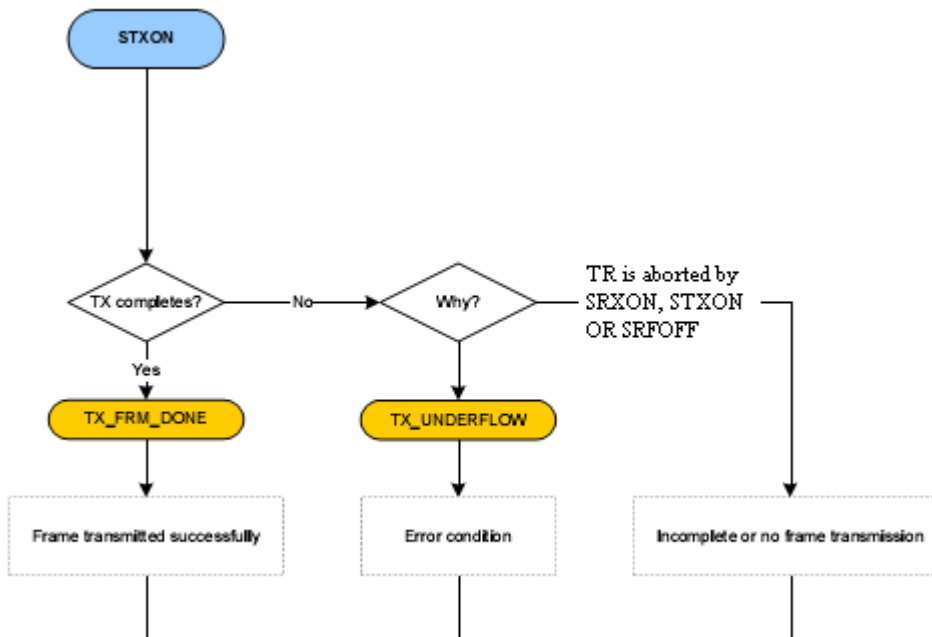 STXON
TX completes?
No
Why?
TR is aborted by
SRXON, STXON
OR SRFOFF
Yes
TX_FRM_DONE
TX_UNDERFLOW
Frame transmitted successfully
Error condition
Incomplete or no frame transmission